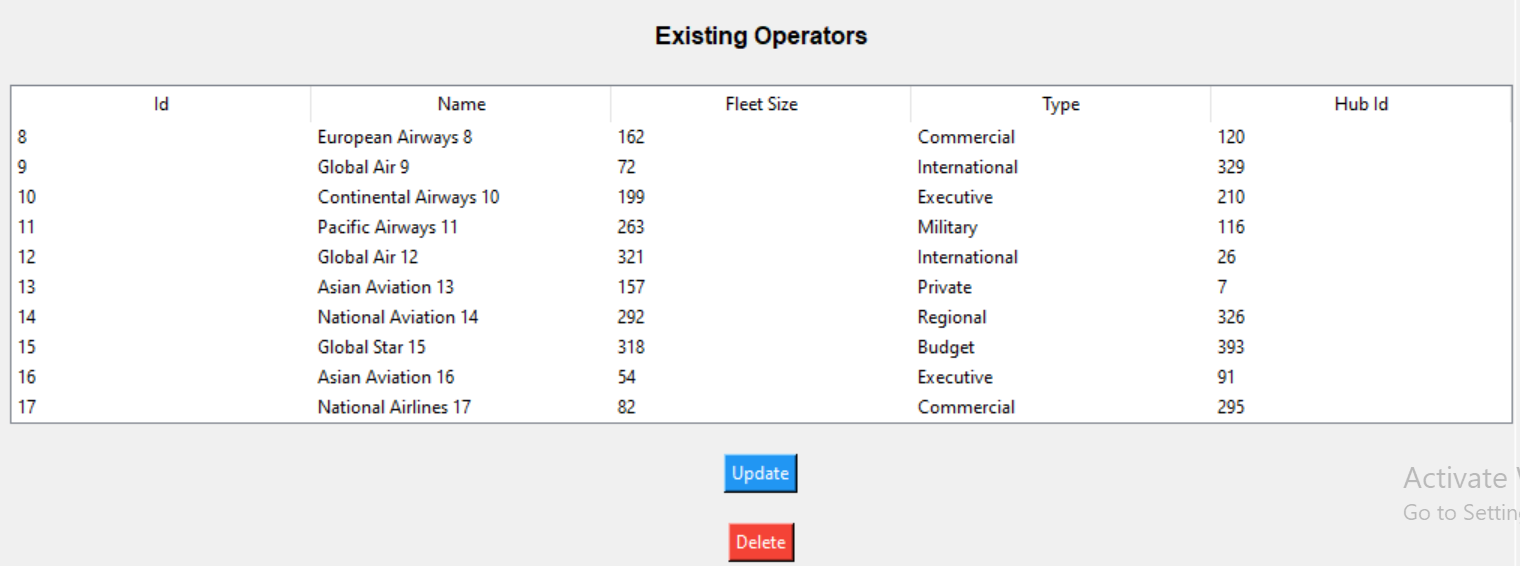 Existing Operators
Id Name Fleet Size Type Hub Id
8 European Airways 8 162 Commercial 120
9 Global Air 9 72 International 329
10 Continental Airways 10 199 Executive 210
11 Pacific Airways 11 263 Military 116
12 Global Air 12 321 International 26
13 Asian Aviation 13 157 Private 7
14 National Aviation 14 292 Regional 326
15 Global Star 15 318 Budget 393
16 Asian Aviation 16 54 Executive 91
17 National Airlines 17 82 Commercial 295
Update
Activate
Go to Settin
Delete